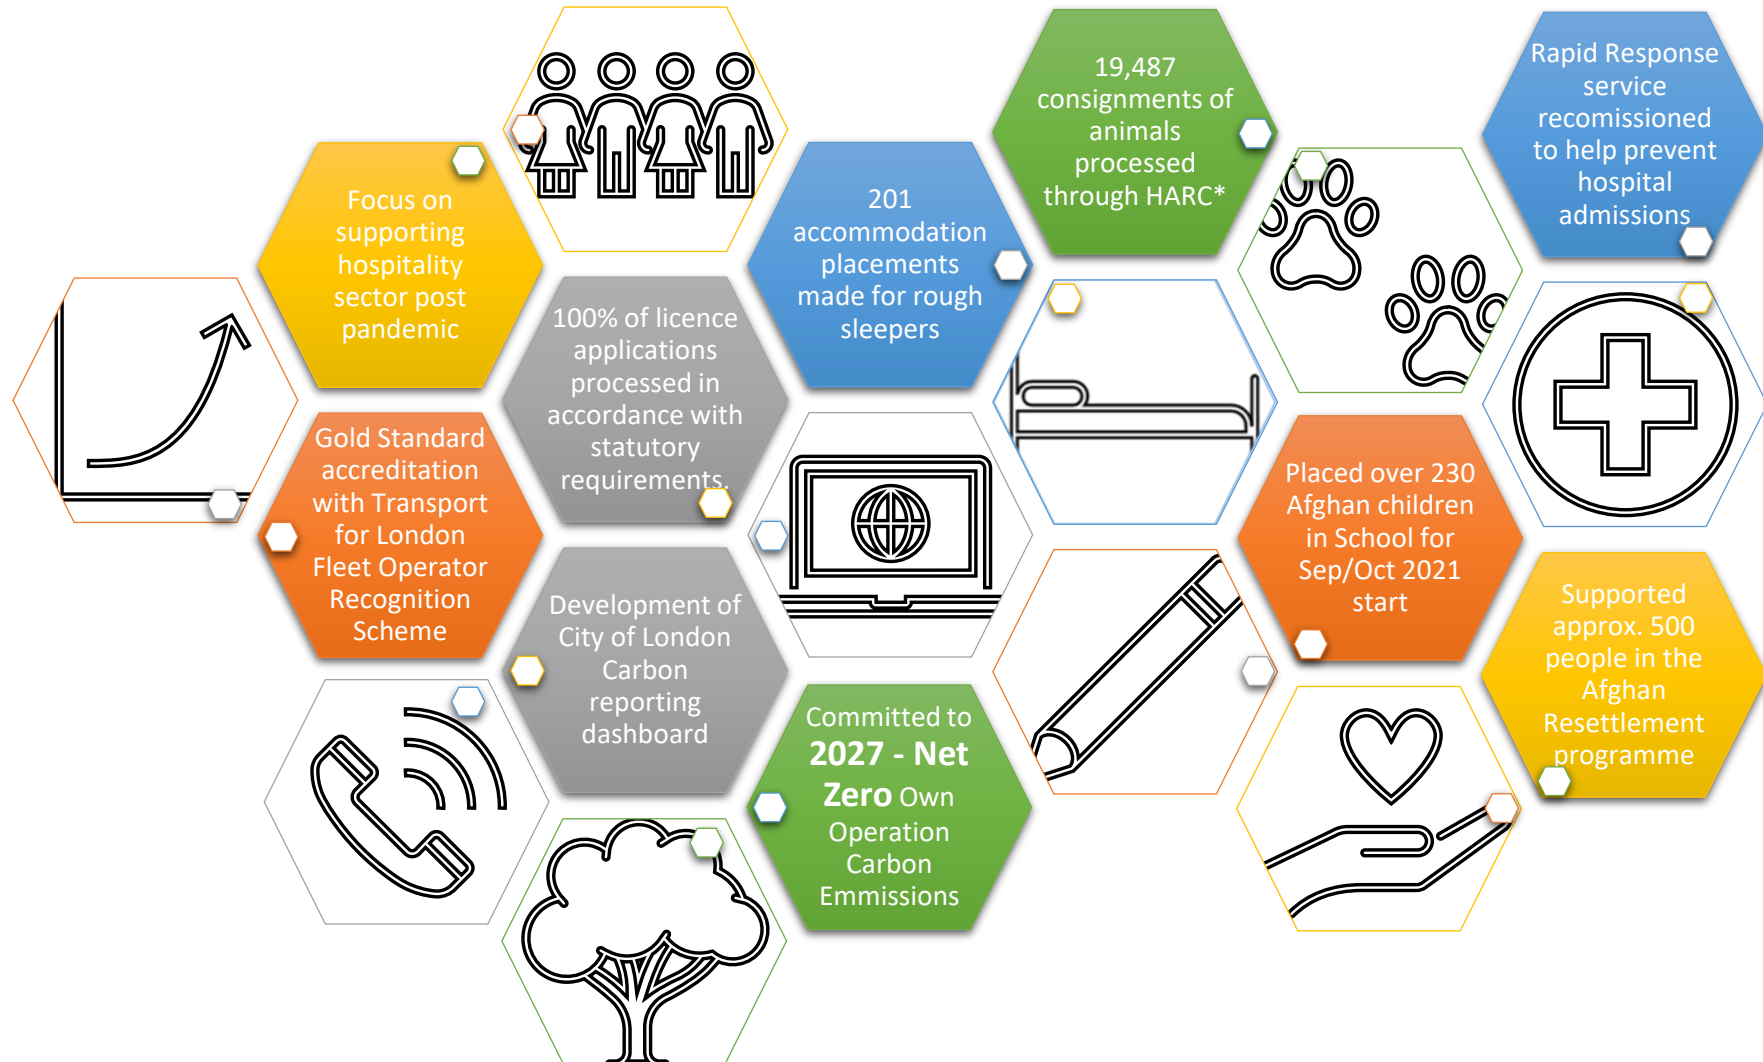 Focus on
supporting
hospitality
sector post
pandemic
Gold Standard
accreditation
with Transport
for London
Fleet Operator
Recognition
Scheme
100% of licence
applications
processed in
accordance with
statutory
requirements.
Development of
City of London
Carbon
reporting
dashboard
201
accommodation
placements
made for rough
sleepers
Committed to
2027 - Net
Zero Own
Operation
Carbon
Emmissions
19,487
consignments of
animals
processed
through HARC*
Placed over 230
Afghan children
in School for
Sep/Oct 2021
start
Rapid Response
service
recomissioned
to help prevent
hospital
admissions
Supported
approx. 500
people in the
Afghan
Resettlement
programme